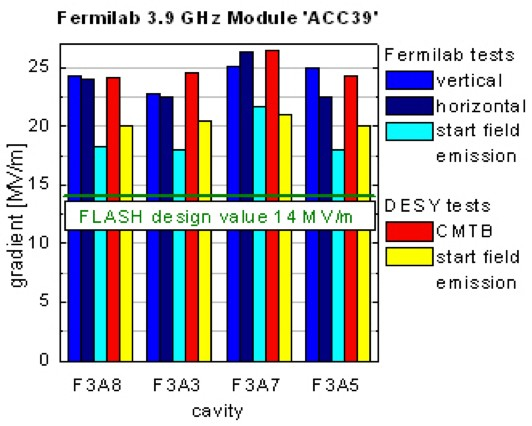 Fermilab 3.9 GHz Module 'ACC39'
gradient [MV/m]
25
20
15
10
5
0
FLASH design value 14 MV/m
F3A8 F3A3 F3A7 F3A5
cavity
Fermilab tests
vertical
horizontal
start field
emission
DESY tests
CMTB
start field
emission